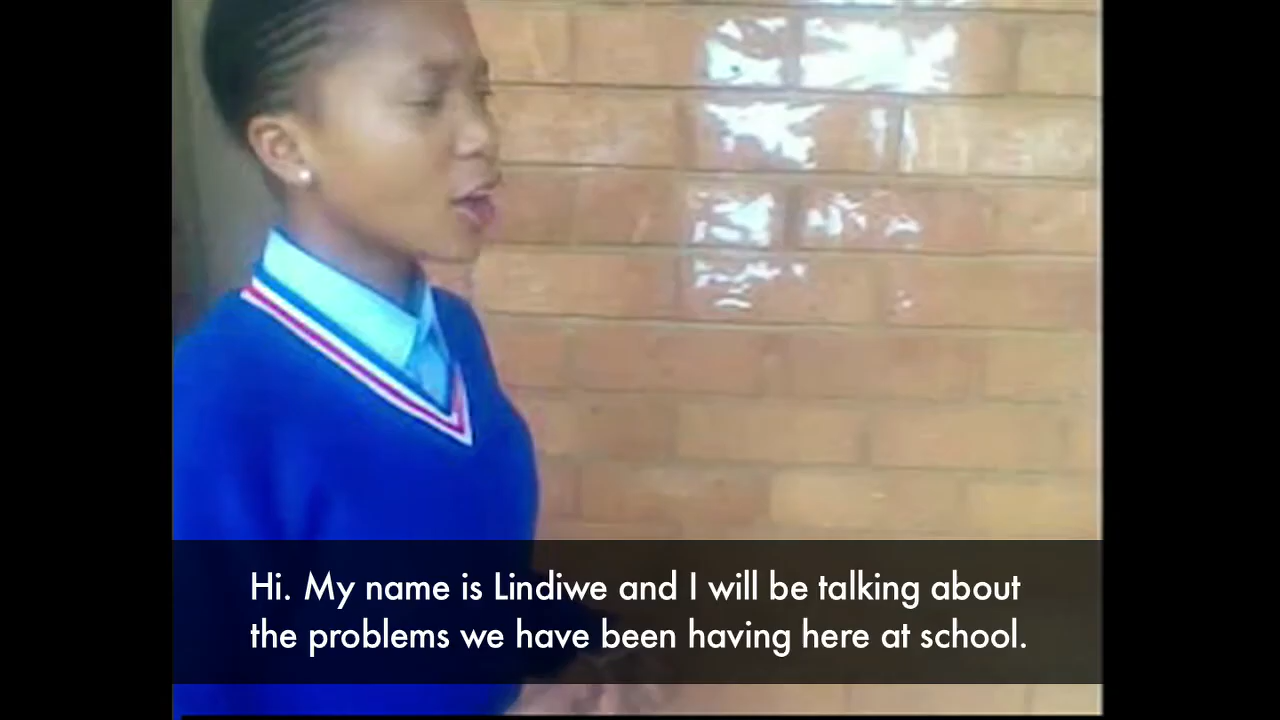 Hi. My name is Lindiwe and I will be talking about
the problems we have been having here at school.